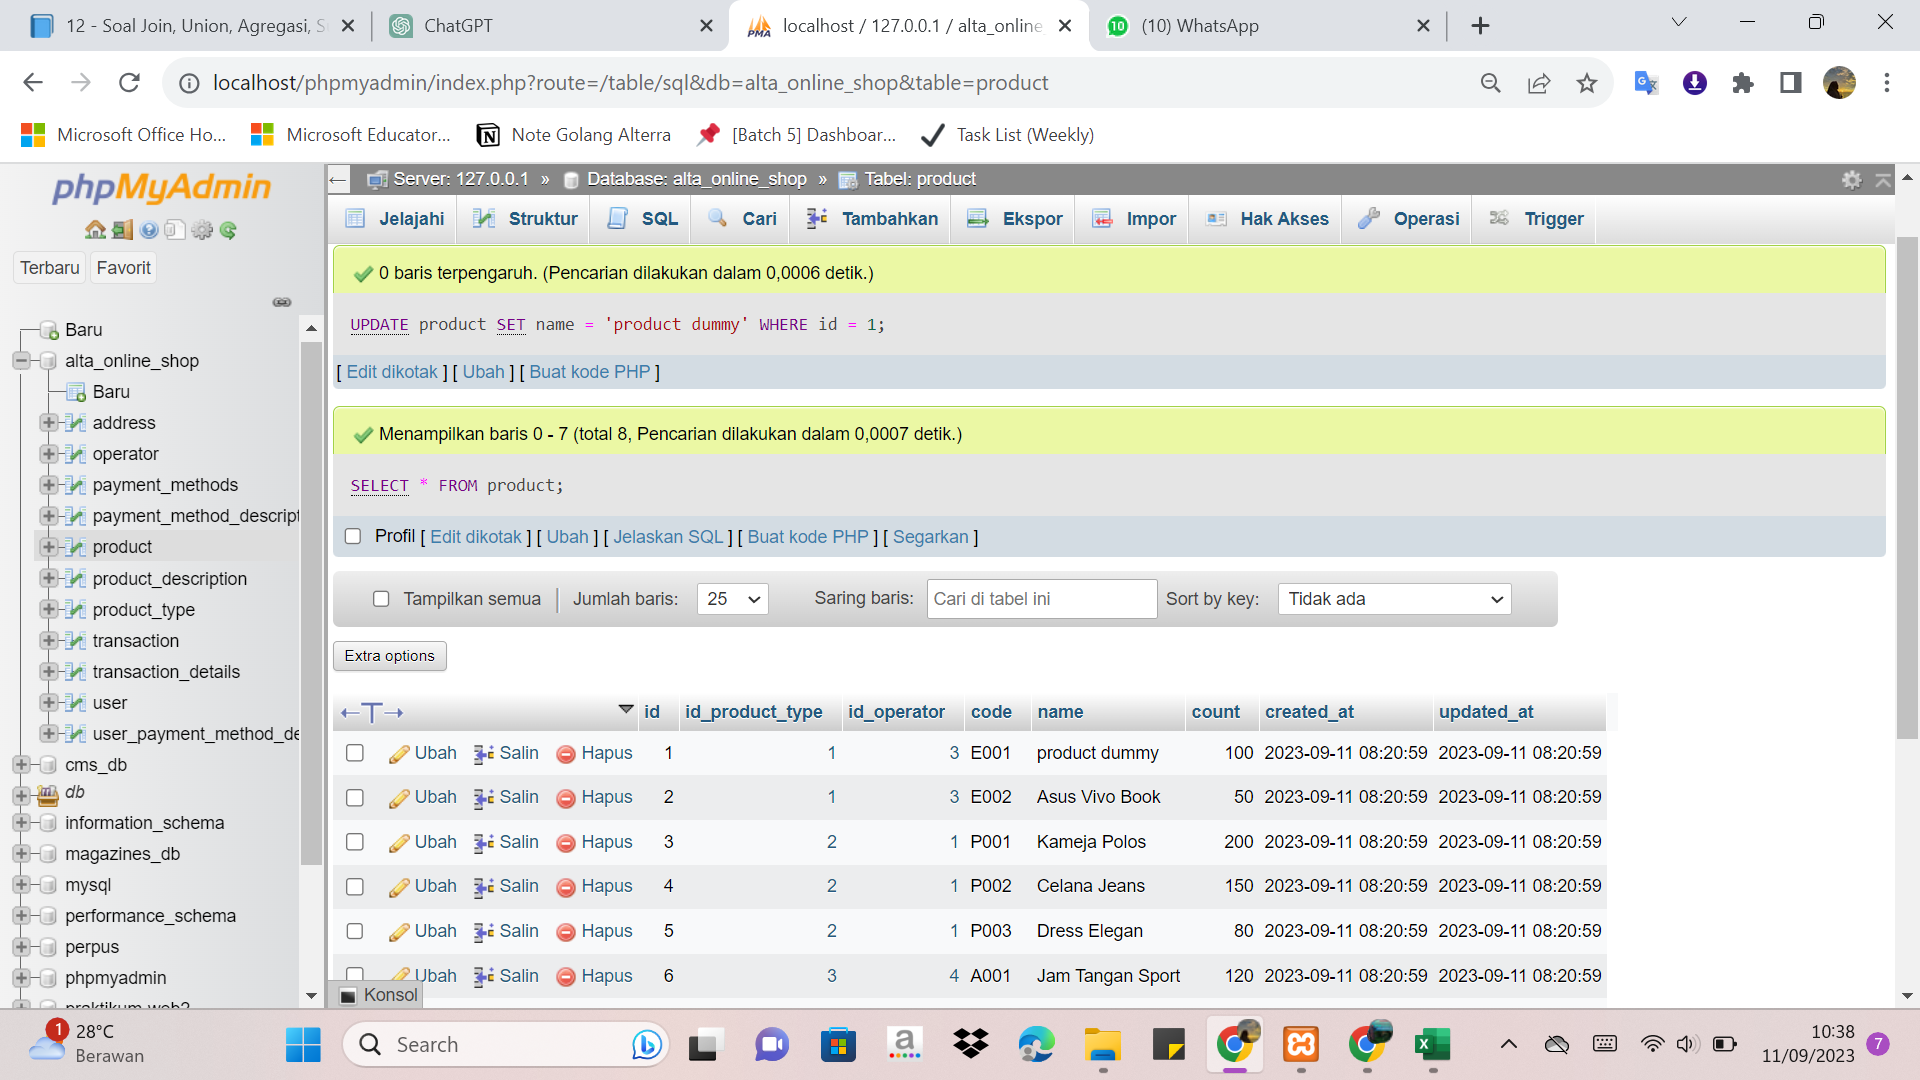 12 - Soal Join, Union, Agregasi, S
ChatGPT
localhost / 127.0.0.1 / alta_online
(10) WhatsApp
localhost/phpmyadmin/index.php?route=/table/sql&db=alta_online_shop&table=product
Microsoft Office Ho...
Microsoft Educator...
Note Golang Alterra
[Batch 5] Dashboar...
Task List (Weekly)
phpMyAdmin
Terbaru
Favorit
Baru
alta_online_shop
Baru
address
operator
payment_methods
payment_method_descript
product
product_description
product_type
transaction
transaction_details
user
user_payment_method_de
cms_db
db
information_schema
magazines_db
mysql
performance_schema
perpus
phpmyadmin
praktikum web2
Server: 127.0.0.1 » Database: alta_online_shop » Tabel: product
Jelajahi Struktur SQL Cari Tambahkan Ekspor Impor Hak Akses Operasi Trigger
0 baris terpengaruh. (Pencarian dilakukan dalam 0,0006 detik.)
UPDATE product SET name = 'product dummy' WHERE id = 1;
[ Edit dikotak ] [ Ubah ] [ Buat kode PHP ]
Menampilkan baris 0 - 7 (total 8, Pencarian dilakukan dalam 0,0007 detik.)
SELECT * FROM product;
Profil [ Edit dikotak ] [ Ubah ] [ Jelaskan SQL ] [ Buat kode PHP ] [ Segarkan ]
Tampilkan semua Jumlah baris: 25 Saring baris: Cari di tabel ini Sort by key: Tidak ada
Extra options
id id_product_type id_operator code name count created_at updated_at
Ubah Salin Hapus 1 1 3 E001 product dummy 100 2023-09-11 08:20:59 2023-09-11 08:20:59
Ubah Salin Hapus 2 1 3 E002 Asus Vivo Book 50 2023-09-11 08:20:59 2023-09-11 08:20:59
Ubah Salin Hapus 3 2 1 P001 Kameja Polos 200 2023-09-11 08:20:59 2023-09-11 08:20:59
Ubah Salin Hapus 4 2 1 P002 Celana Jeans 150 2023-09-11 08:20:59 2023-09-11 08:20:59
Ubah Salin Hapus 5 2 1 P003 Dress Elegan 80 2023-09-11 08:20:59 2023-09-11 08:20:59
Ubah Salin Hapus 6 3 4 A001 Jam Tangan Sport 120 2023-09-11 08:20:59 2023-09-11 08:20:59
Konsol
1
28°C
Berawan
Search
10:38
11/09/2023
7